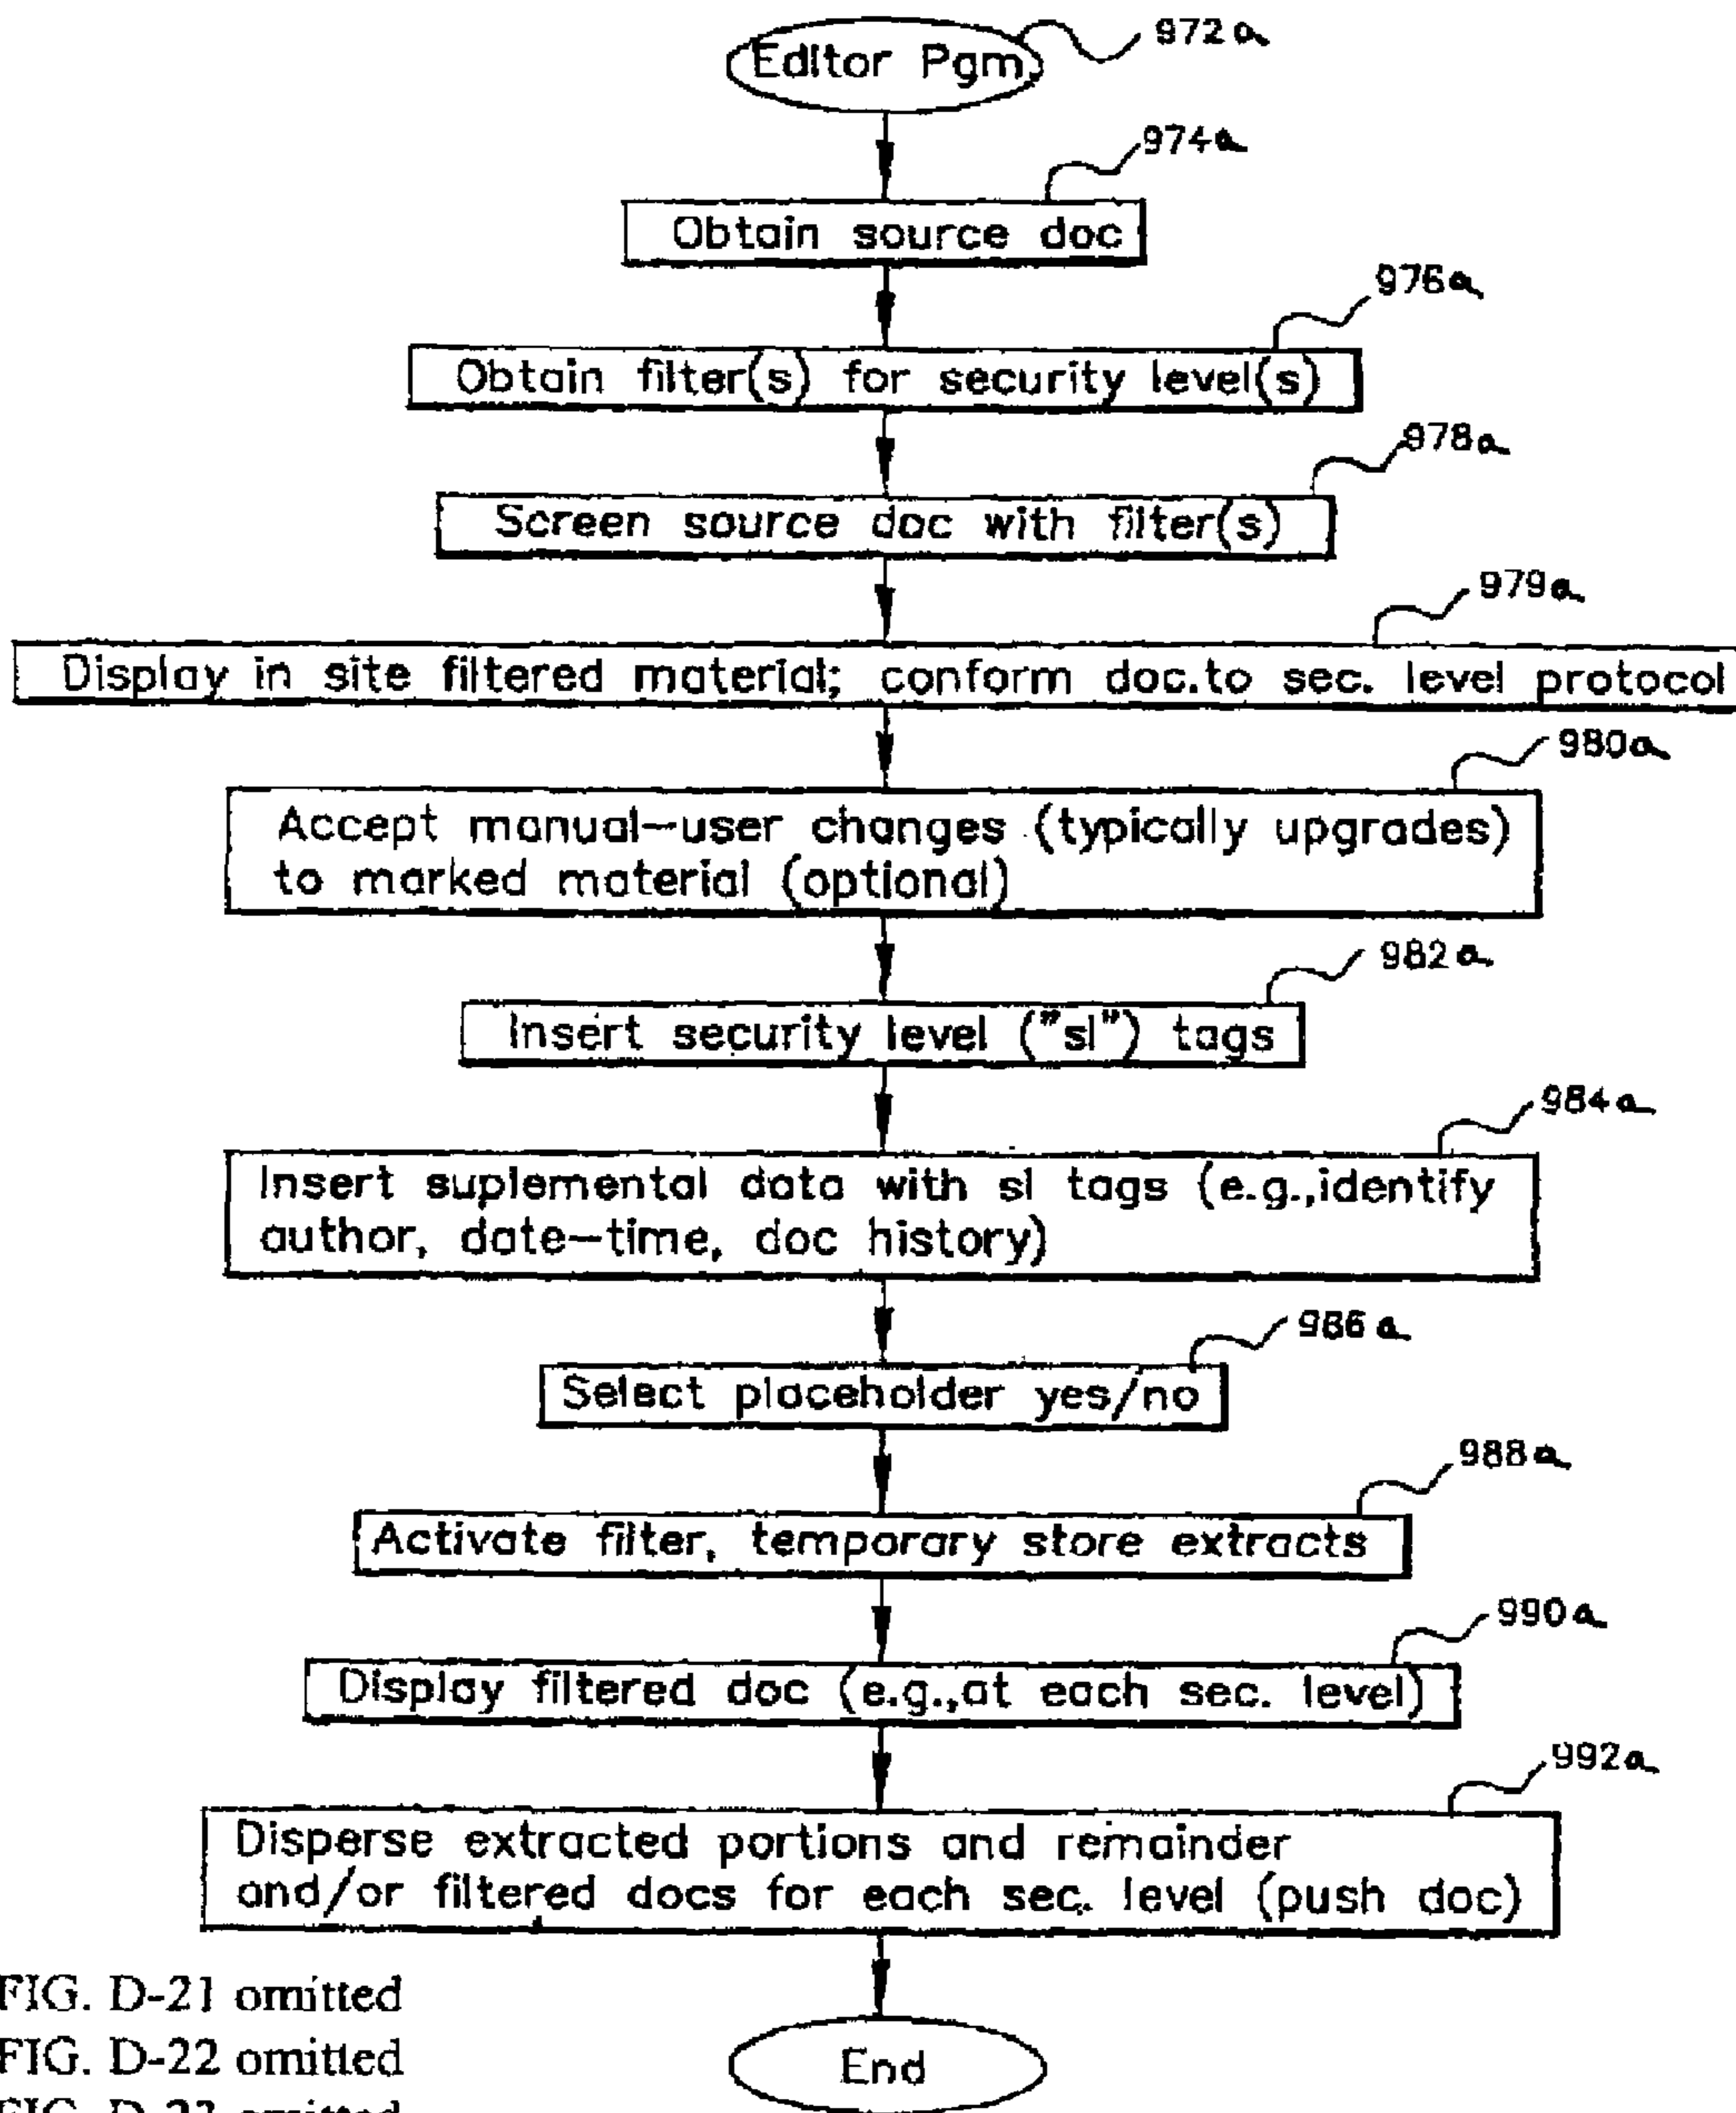 Editor Pgm
972a
974a
Obtain source doc
976a
Obtain filter(s) for security level(s)
978a
Screen source doc with filter(s)
979a
Display in site filtered material; conform doc.to sec. level protocol
980a
Accept manual-user changes (typically upgrades)
to marked material (optional)
982a
Insert security level ("sl") tags
984a
Insert suplemental data with sl tags (e.g.,identify
author, date-time, doc history)
986a
Select placeholder yes/no
988a
Activate filter, temporary store extracts
990a
Display filtered doc (e.g.,at each sec. level)
992a
Disperse extracted portions and remainder
and/or filtered docs for each sec. level (push doc)
End
FIG. D-21 omitted
FIG. D-22 omitted
FIG. D-23 omitted